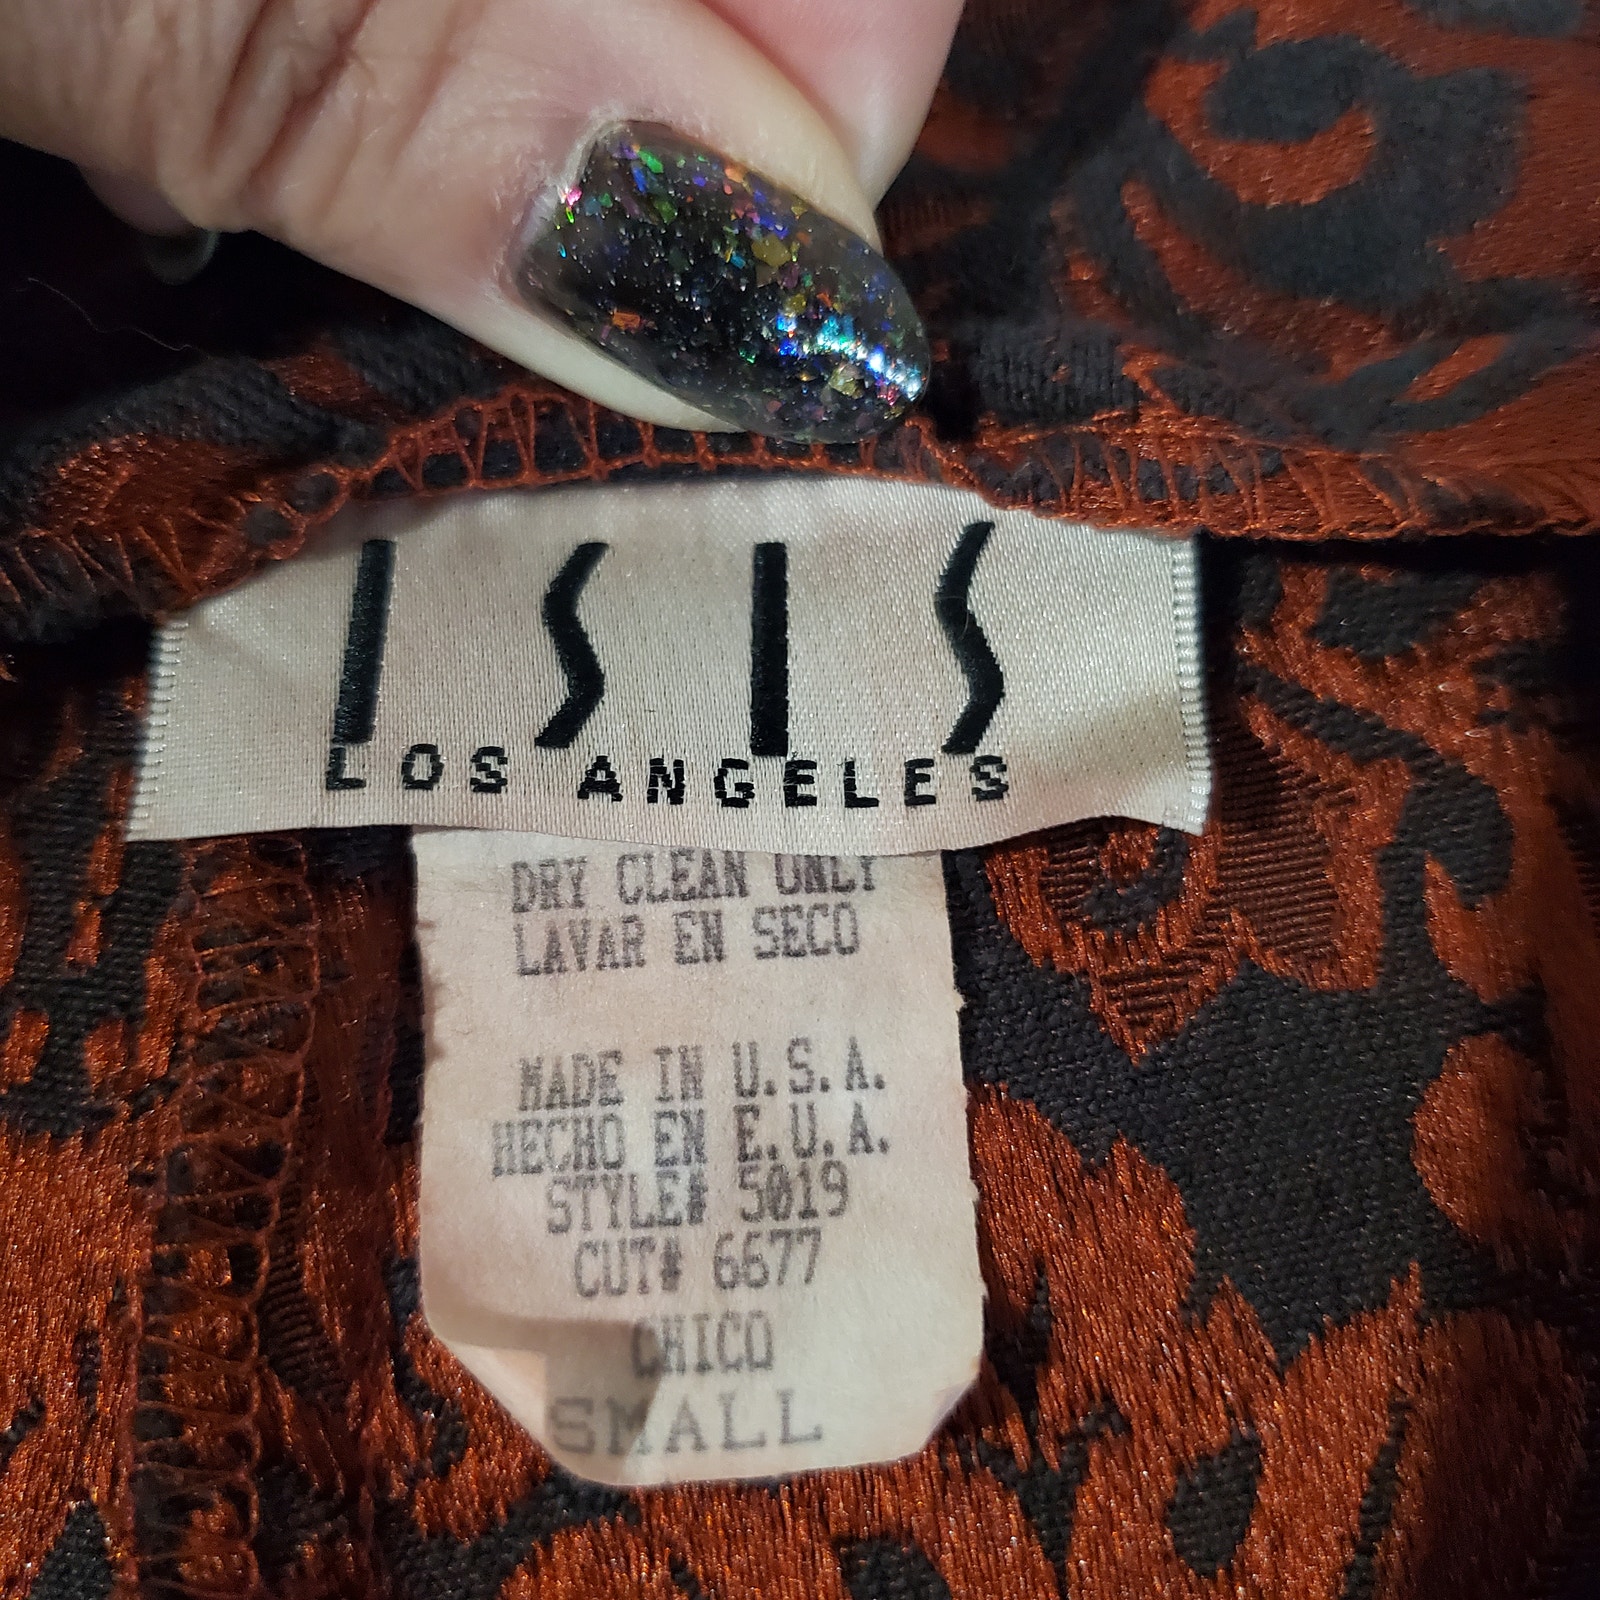 ISIS
LOS ANGELES
DRY CLEAN ONLY
LAVAR EN SECO
MADE IN U.S.A.
HECHO EN E.U.A.
STYLE# 5019
CUT# 6677
CHICO
SMALL